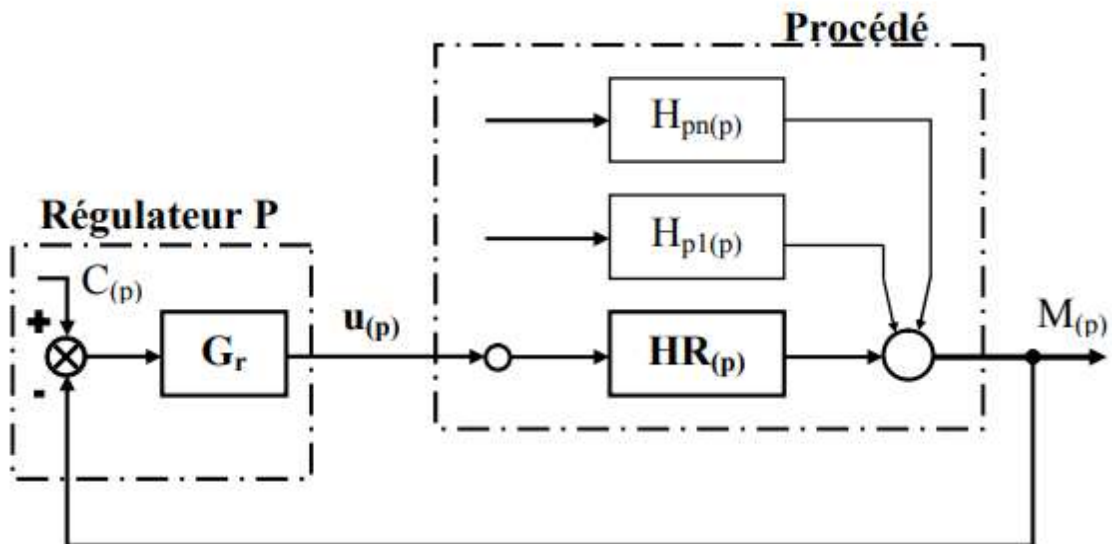 Procédé
Hpn(p)
Régulateur P
Hp1(p)
C(p)
+
u(p)
M(p)
Gr
HR(p)
-